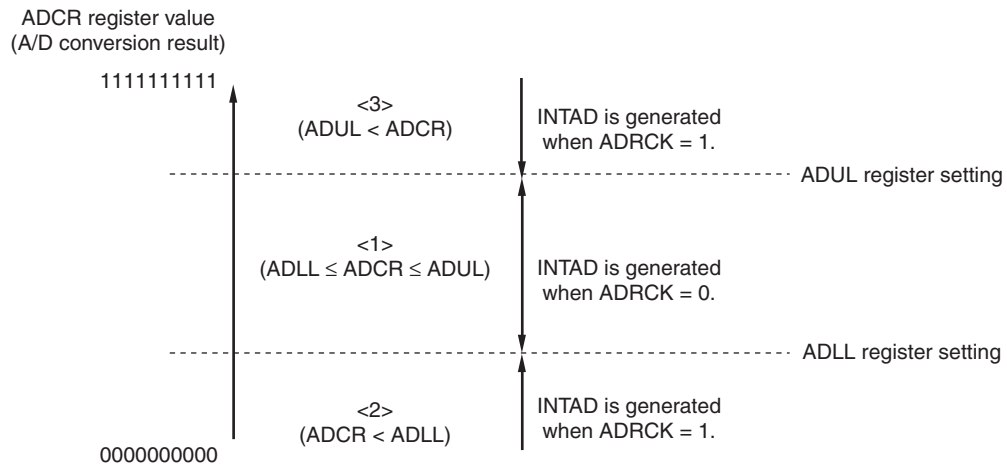 ADCR register value
(A/D conversion result)
1111111111
<3>
(ADUL < ADCR)
INTAD is generated
when ADRCK = 1.
ADUL register setting
<1>
(ADLL ≤ ADCR ≤ ADUL)
INTAD is generated
when ADRCK = 0.
ADLL register setting
<2>
(ADCR < ADLL)
INTAD is generated
when ADRCK = 1.
0000000000